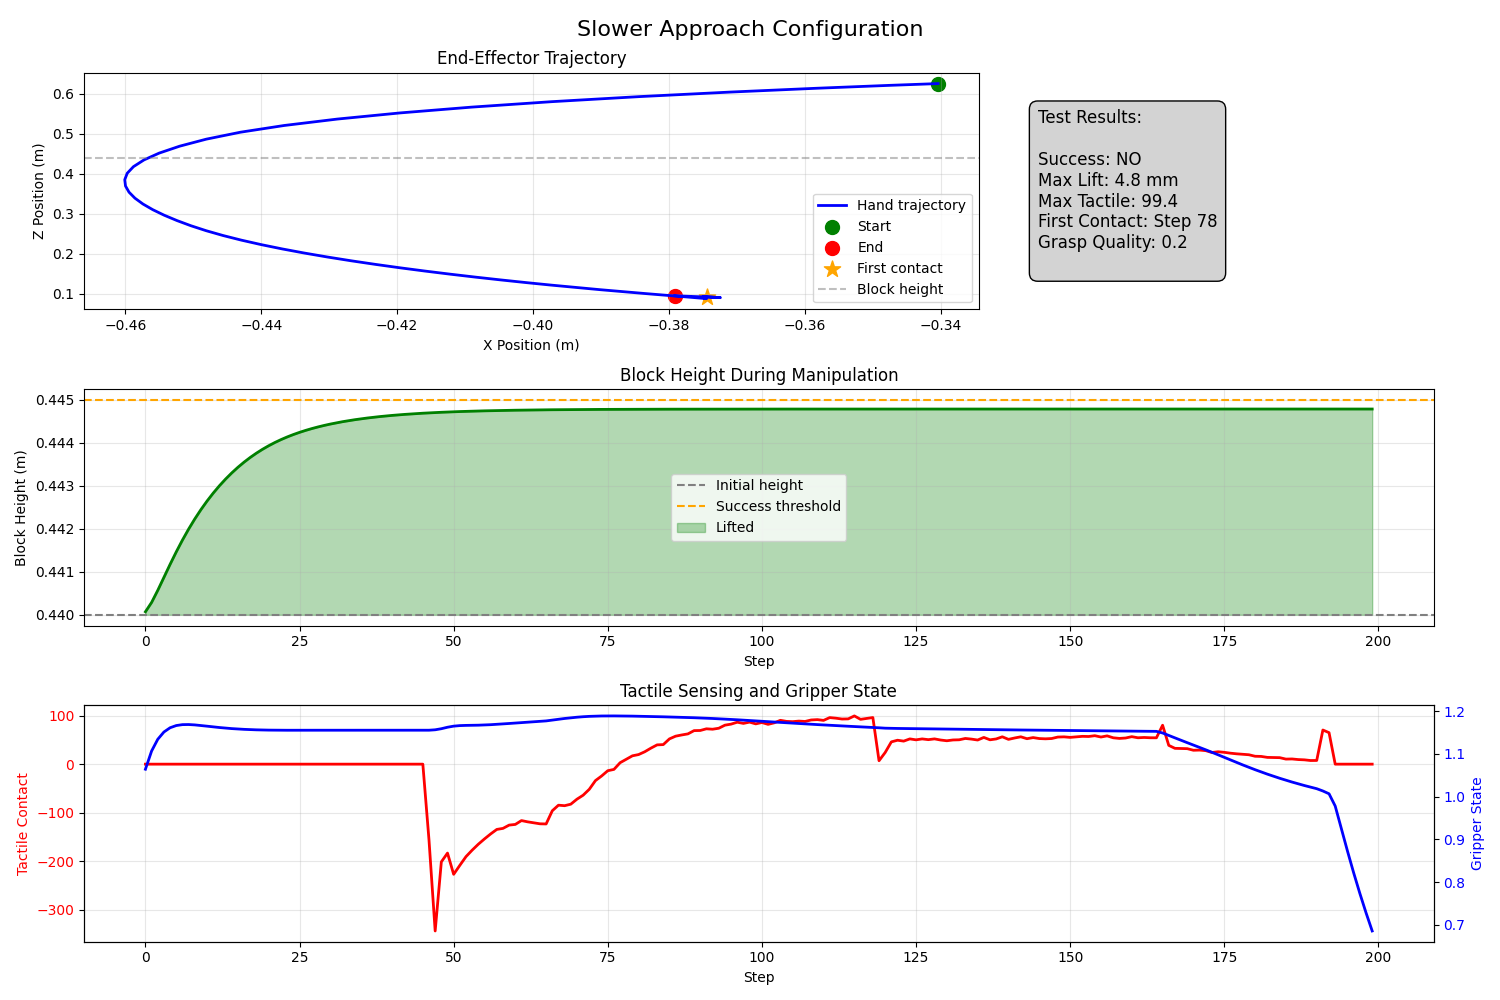 Slower Approach Configuration
End-Effector Trajectory
Z Position (m)
0.6
0.5
0.4
0.3
0.2
0.1
−0.46
−0.44
−0.42
−0.40
−0.38
−0.36
−0.34
X Position (m)
Hand trajectory
Start
End
First contact
Block height
Test Results:
Success: NO
Max Lift: 4.8 mm
Max Tactile: 99.4
First Contact: Step 78
Grasp Quality: 0.2
Block Height During Manipulation
Block Height (m)
0.445
0.444
0.443
0.442
0.441
0.440
0
25
50
75
100
125
150
175
200
Step
Initial height
Success threshold
Lifted
Tactile Sensing and Gripper State
Tactile Contact
100
0
−100
−200
−300
0
25
50
75
100
125
150
175
200
Step
1.2
1.1
1.0
0.9
0.8
0.7
Gripper State